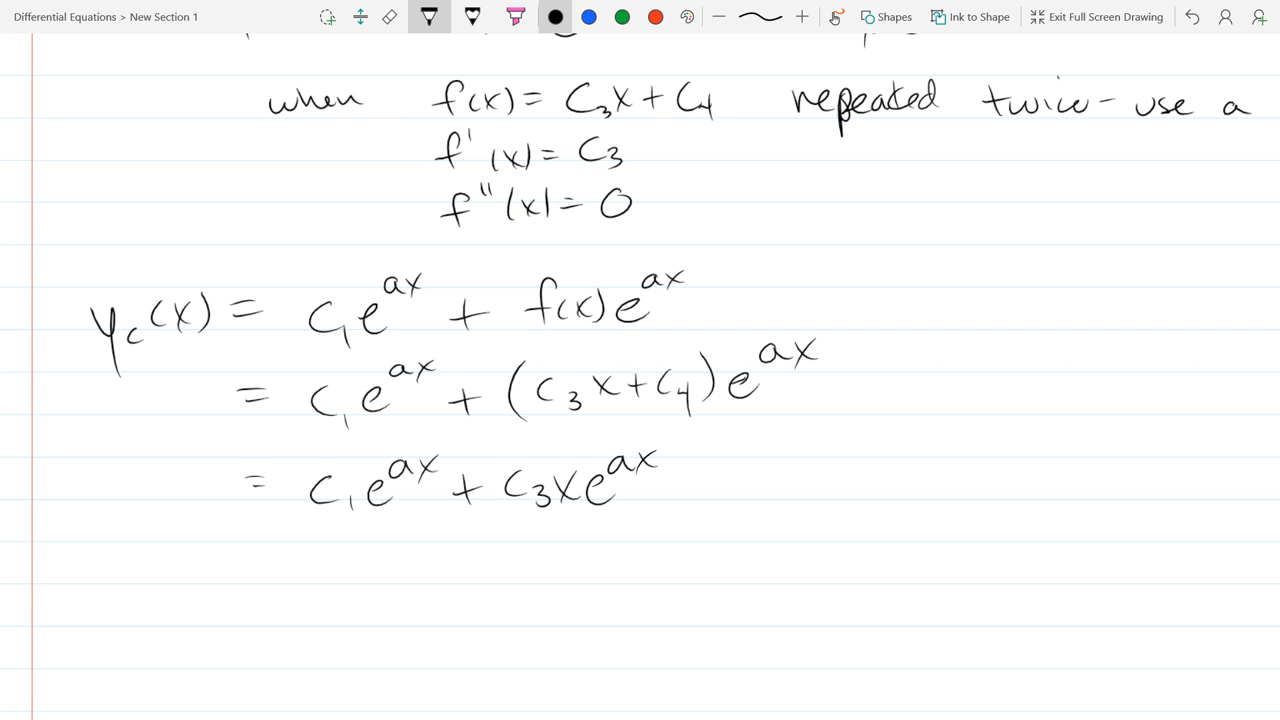 Differential Equations > New Section 1 Shapes Ink to Shape Exit Full Screen Drawing
when f(x) = C₃x + C₄ repeated twice - use a
f'(x) = C₃
f''(x) = 0
y_c(x) = c₁e^{ax} + f(x)e^{ax}
= c₁e^{ax} + (c₃x + c₄)e^{ax}
= c₁e^{ax} + c₃xe^{ax}